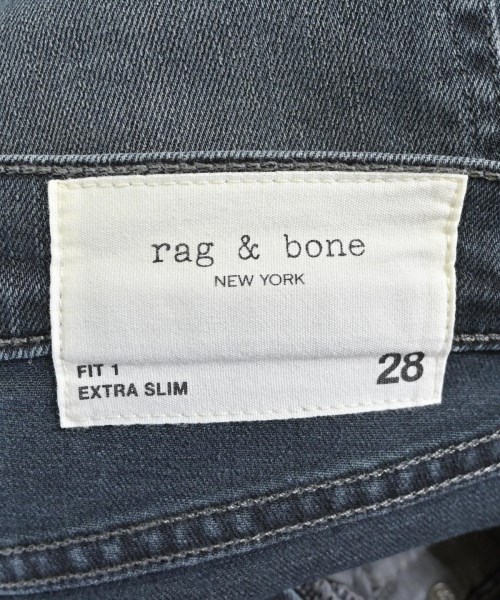 rag & bone
NEW YORK
FIT 1
EXTRA SLIM
28